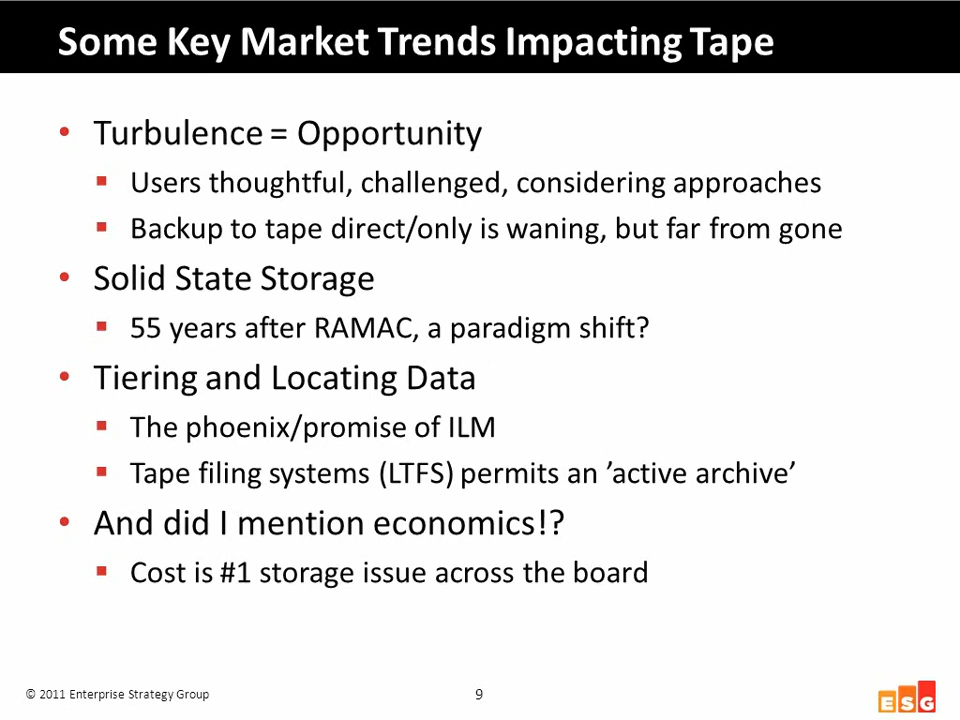 Some Key Market Trends Impacting Tape
• Turbulence = Opportunity
▪ Users thoughtful, challenged, considering approaches
▪ Backup to tape direct/only is waning, but far from gone
• Solid State Storage
▪ 55 years after RAMAC, a paradigm shift?
• Tiering and Locating Data
▪ The phoenix/promise of ILM
▪ Tape filing systems (LTFS) permits an ’active archive’
• And did I mention economics!?
▪ Cost is #1 storage issue across the board
© 2011 Enterprise Strategy Group
9
ESG